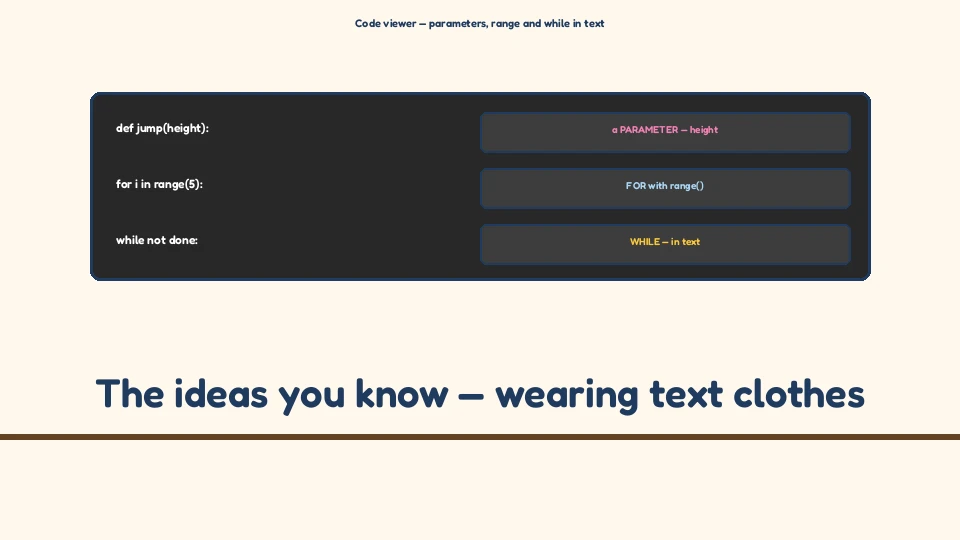 Code viewer — parameters, range and while in text
def jump(height):
a PARAMETER — height
for i in range(5):
FOR with range()
while not done:
WHILE — in text
The ideas you know — wearing text clothes